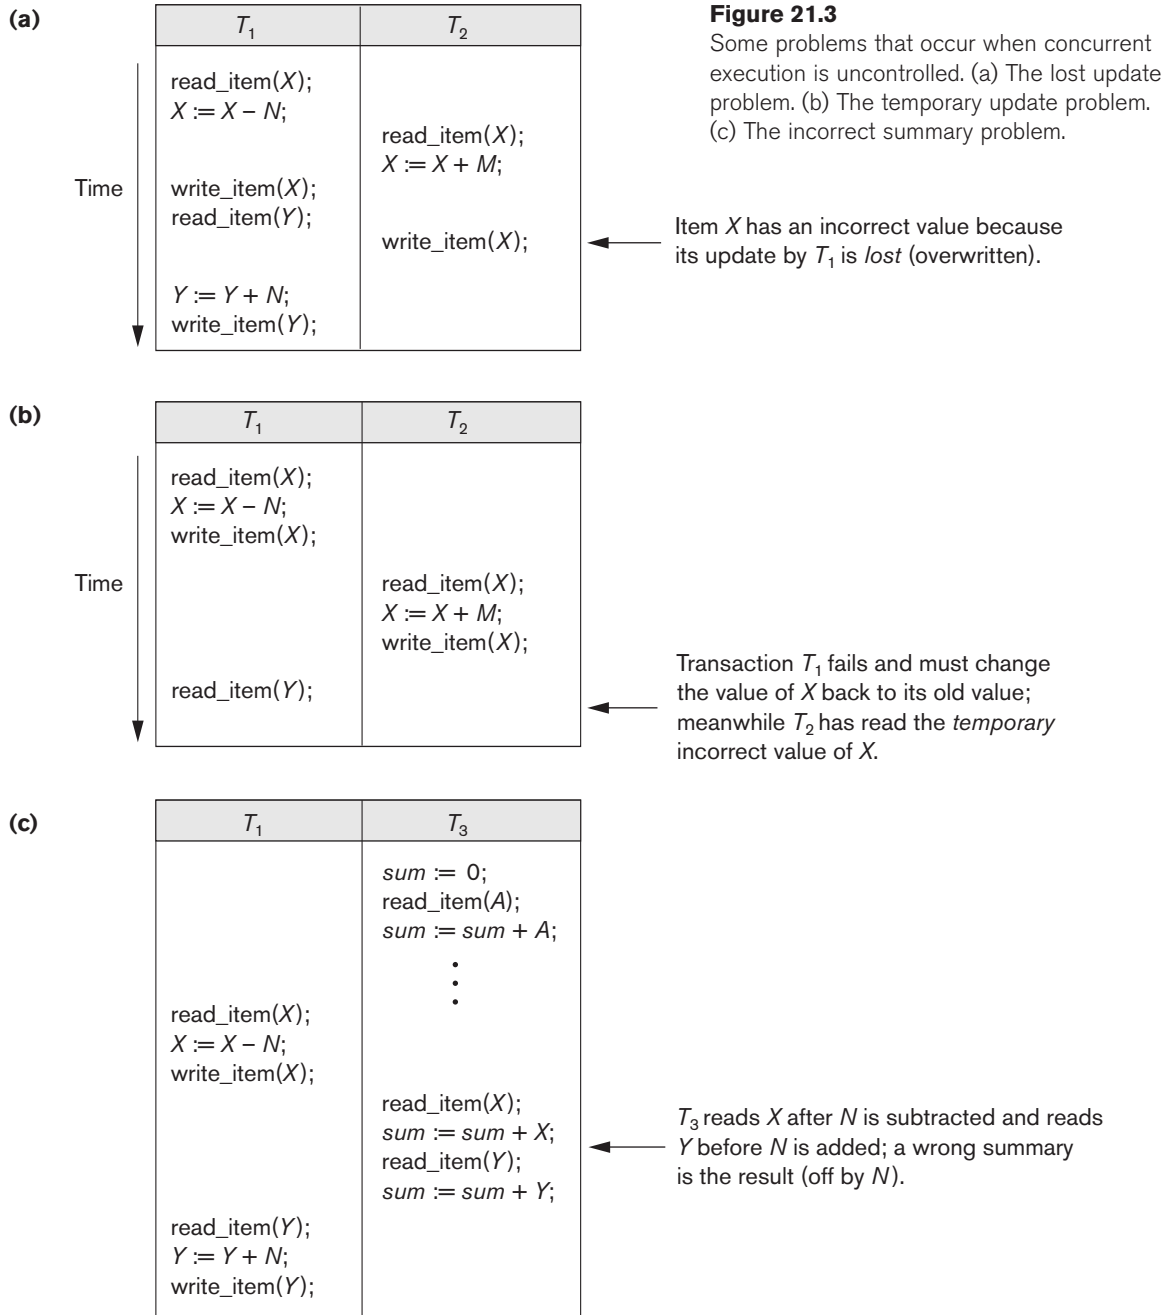 (a)
T1 T2
Figure 21.3
Some problems that occur when concurrent
execution is uncontrolled. (a) The lost update
problem. (b) The temporary update problem.
(c) The incorrect summary problem.
read_item(X);
X := X – N;
read_item(X);
X := X + M;
Time
write_item(X);
read_item(Y);
write_item(X);
Item X has an incorrect value because
its update by T1 is lost (overwritten).
Y := Y + N;
write_item(Y);
(b)
T1 T2
read_item(X);
X := X – N;
write_item(X);
Time
read_item(X);
X := X + M;
write_item(X);
read_item(Y);
Transaction T1 fails and must change
the value of X back to its old value;
meanwhile T2 has read the temporary
incorrect value of X.
(c)
T1 T3
sum := 0;
read_item(A);
sum := sum + A;
read_item(X);
X := X – N;
write_item(X);
read_item(X);
sum := sum + X;
read_item(Y);
sum := sum + Y;
T3 reads X after N is subtracted and reads
Y before N is added; a wrong summary
is the result (off by N).
read_item(Y);
Y := Y + N;
write_item(Y);